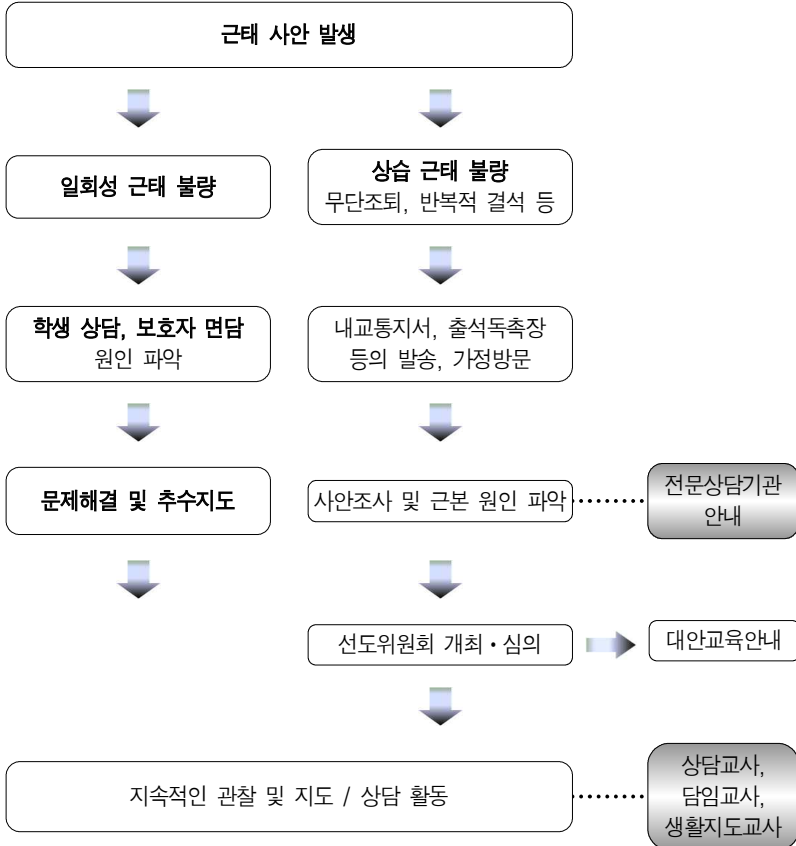 근태 사안 발생
일회성 근태 불량
상습 근태 불량
무단조퇴, 반복적 결석 등
학생 상담, 보호자 면담
원인 파악
내교통지서, 출석독촉장
등의 발송, 가정방문
문제해결 및 추수지도
사안조사 및 근본 원인 파악
전문상담기관
안내
선도위원회 개최・심의
대안교육안내
지속적인 관찰 및 지도 / 상담 활동
상담교사,
담임교사,
생활지도교사